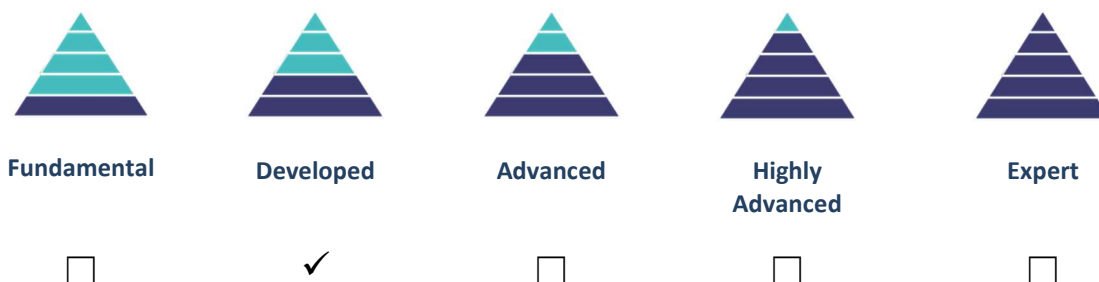 Fundamental Developed Advanced Highly Advanced Expert
☐ ✓ ☐ ☐ ☐